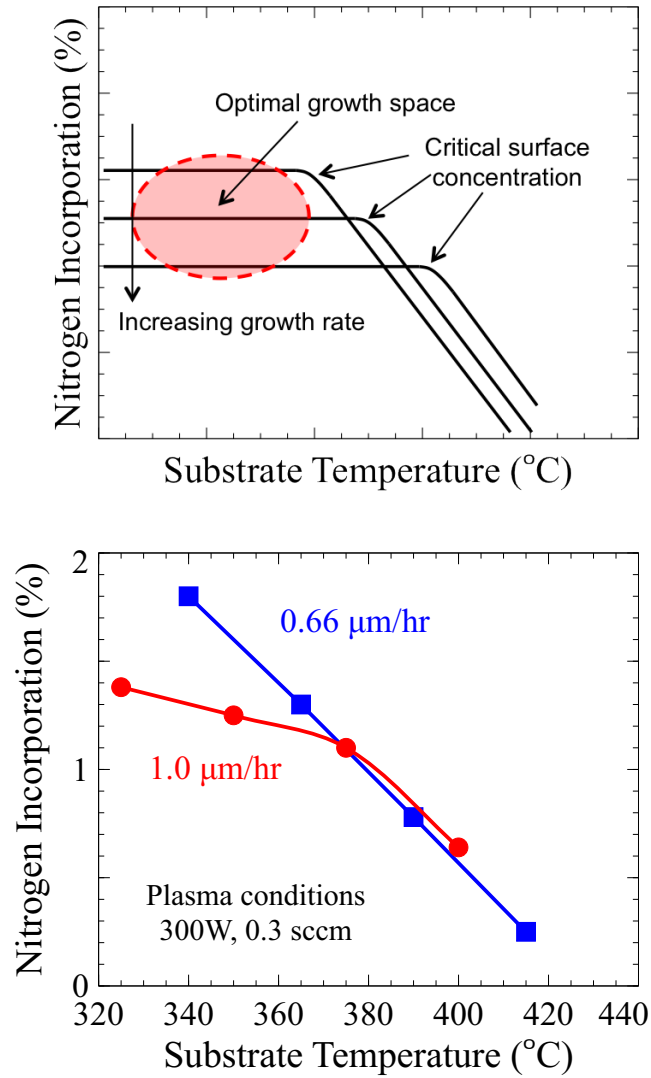 Nitrogen Incorporation (%)
Optimal growth space
Critical surface
concentration
Increasing growth rate
Substrate Temperature (°C)
Nitrogen Incorporation (%)
2
1
0
0.66 μm/hr
1.0 μm/hr
Plasma conditions
300W, 0.3 sccm
320 340 360 380 400 420 440
Substrate Temperature (°C)